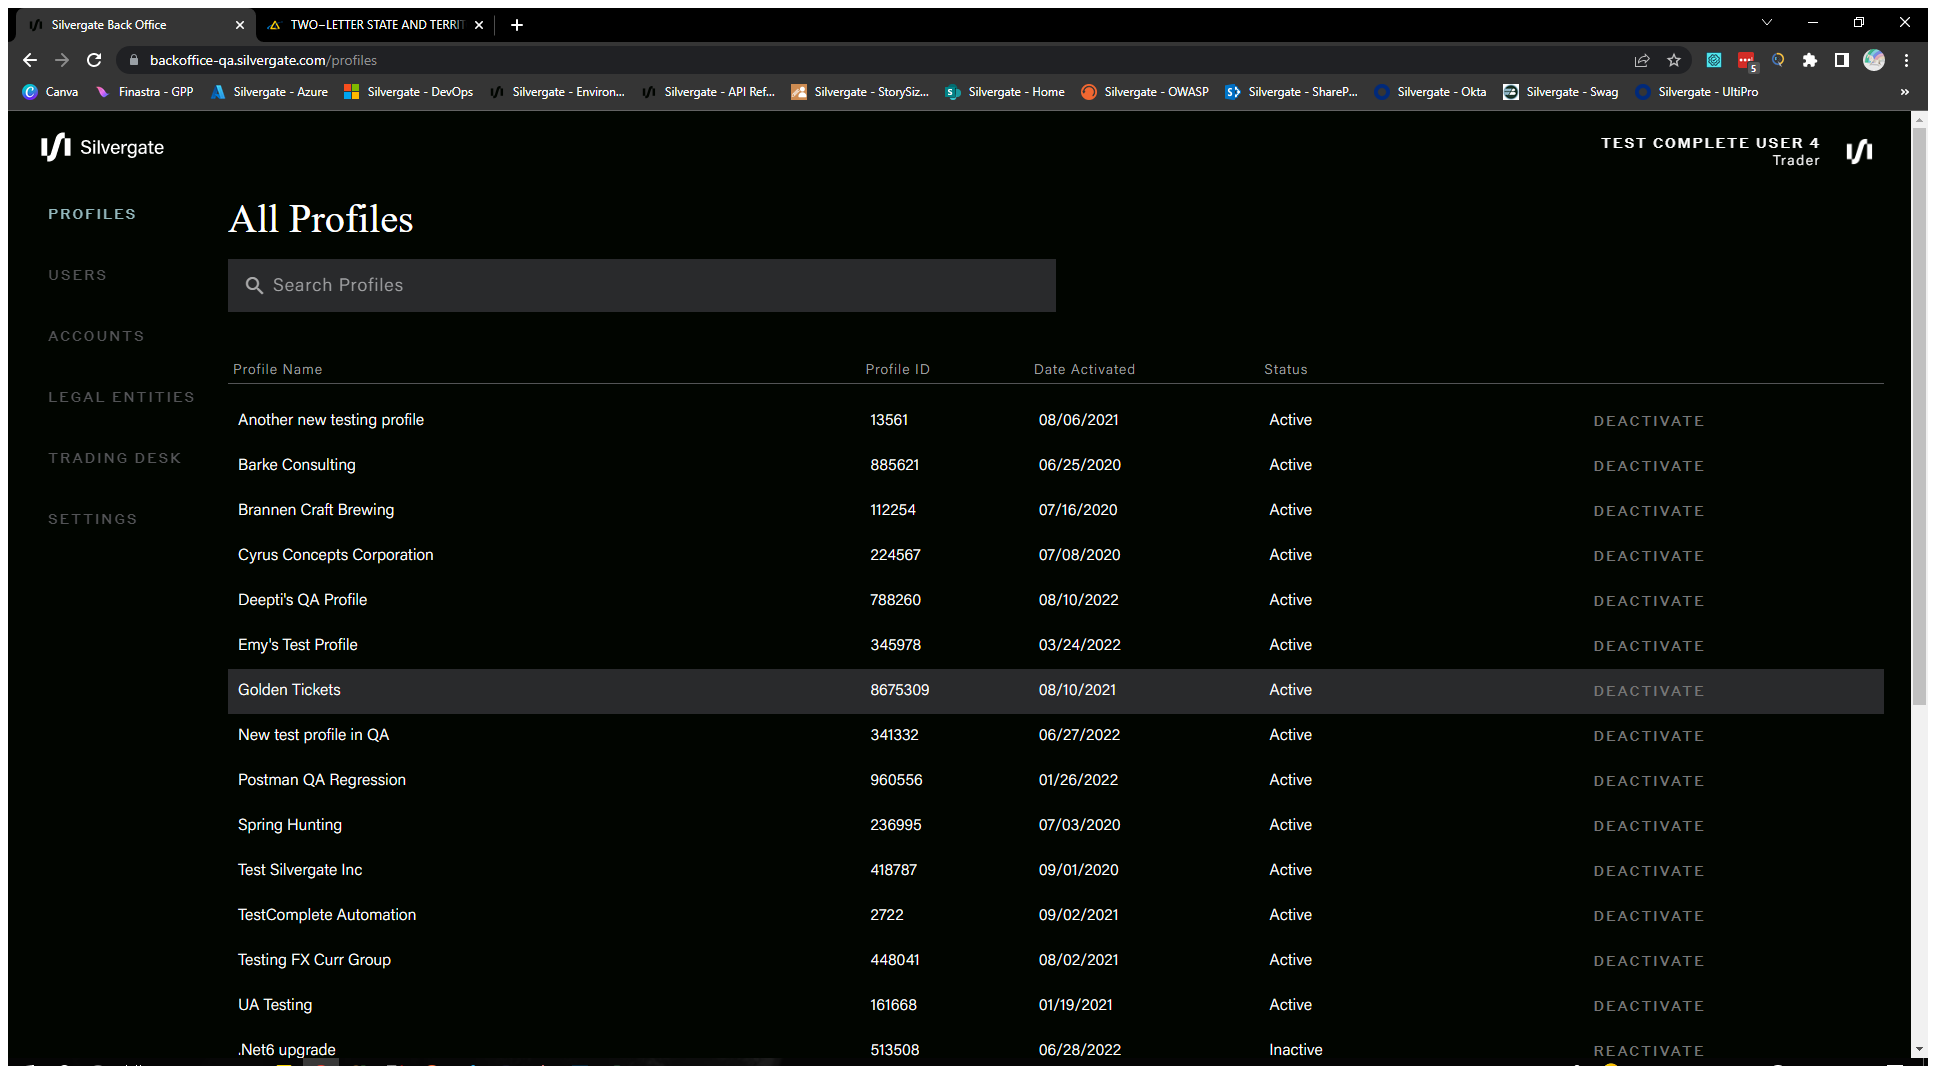 Silvergate Back Office
TWO-LETTER STATE AND TERRIT
backoffice-qa.silvergate.com/profiles
5
Canva
Finastra - GPP
Silvergate - Azure
Silvergate - DevOps
Silvergate - Environ...
Silvergate - API Ref...
Silvergate - StorySiz...
Silvergate - Home
Silvergate - OWASP
Silvergate - ShareP...
Silvergate - Okta
Silvergate - Swag
Silvergate - UltiPro
»
Silvergate
TEST COMPLETE USER 4
Trader
PROFILES
USERS
ACCOUNTS
LEGAL ENTITIES
TRADING DESK
SETTINGS
All Profiles
Search Profiles
Profile Name Profile ID Date Activated Status
Another new testing profile 13561 08/06/2021 Active DEACTIVATE
Barke Consulting 885621 06/25/2020 Active DEACTIVATE
Brannen Craft Brewing 112254 07/16/2020 Active DEACTIVATE
Cyrus Concepts Corporation 224567 07/08/2020 Active DEACTIVATE
Deepti's QA Profile 788260 08/10/2022 Active DEACTIVATE
Emy's Test Profile 345978 03/24/2022 Active DEACTIVATE
Golden Tickets 8675309 08/10/2021 Active DEACTIVATE
New test profile in QA 341332 06/27/2022 Active DEACTIVATE
Postman QA Regression 960556 01/26/2022 Active DEACTIVATE
Spring Hunting 236995 07/03/2020 Active DEACTIVATE
Test Silvergate Inc 418787 09/01/2020 Active DEACTIVATE
TestComplete Automation 2722 09/02/2021 Active DEACTIVATE
Testing FX Curr Group 448041 08/02/2021 Active DEACTIVATE
UA Testing 161668 01/19/2021 Active DEACTIVATE
.Net6 upgrade 513508 06/28/2022 Inactive REACTIVATE